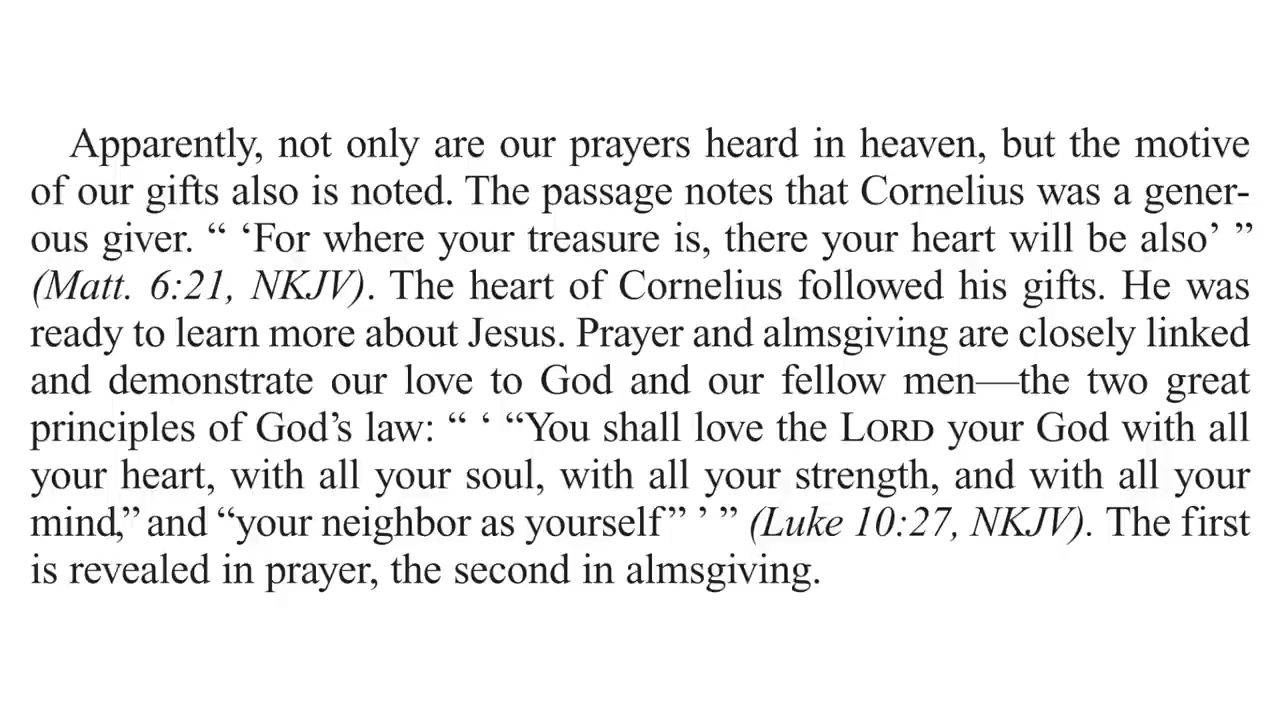 Apparently, not only are our prayers heard in heaven, but the motive
of our gifts also is noted. The passage notes that Cornelius was a gener-
ous giver. “ ‘For where your treasure is, there your heart will be also’ ”
(Matt. 6:21, NKJV). The heart of Cornelius followed his gifts. He was
ready to learn more about Jesus. Prayer and almsgiving are closely linked
and demonstrate our love to God and our fellow men—the two great
principles of God’s law: “ ‘ “You shall love the LORD your God with all
your heart, with all your soul, with all your strength, and with all your
mind,” and “your neighbor as yourself” ’ ” (Luke 10:27, NKJV). The first
is revealed in prayer, the second in almsgiving.